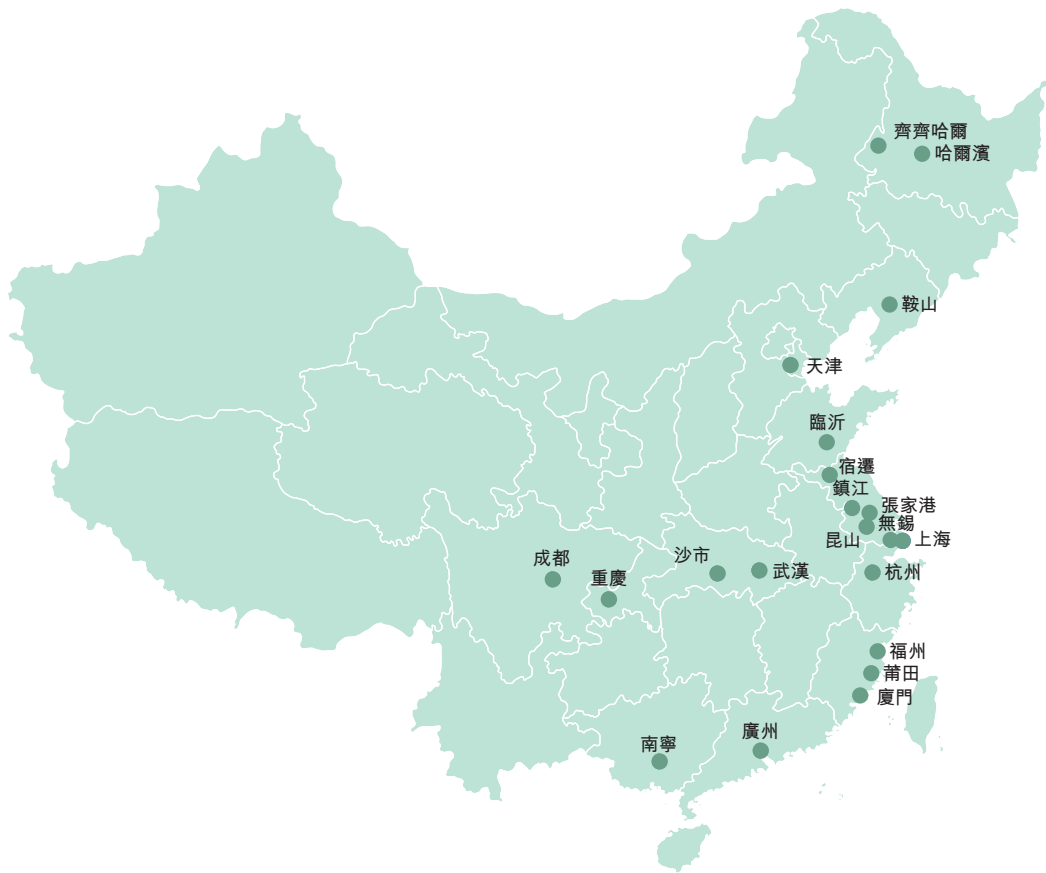 齊齊哈爾
哈爾濱
鞍山
天津
臨沂
宿遷
鎮江
張家港
無錫
昆山
上海
成都
沙市
武漢
重慶
杭州
福州
莆田
廈門
廣州
南寧